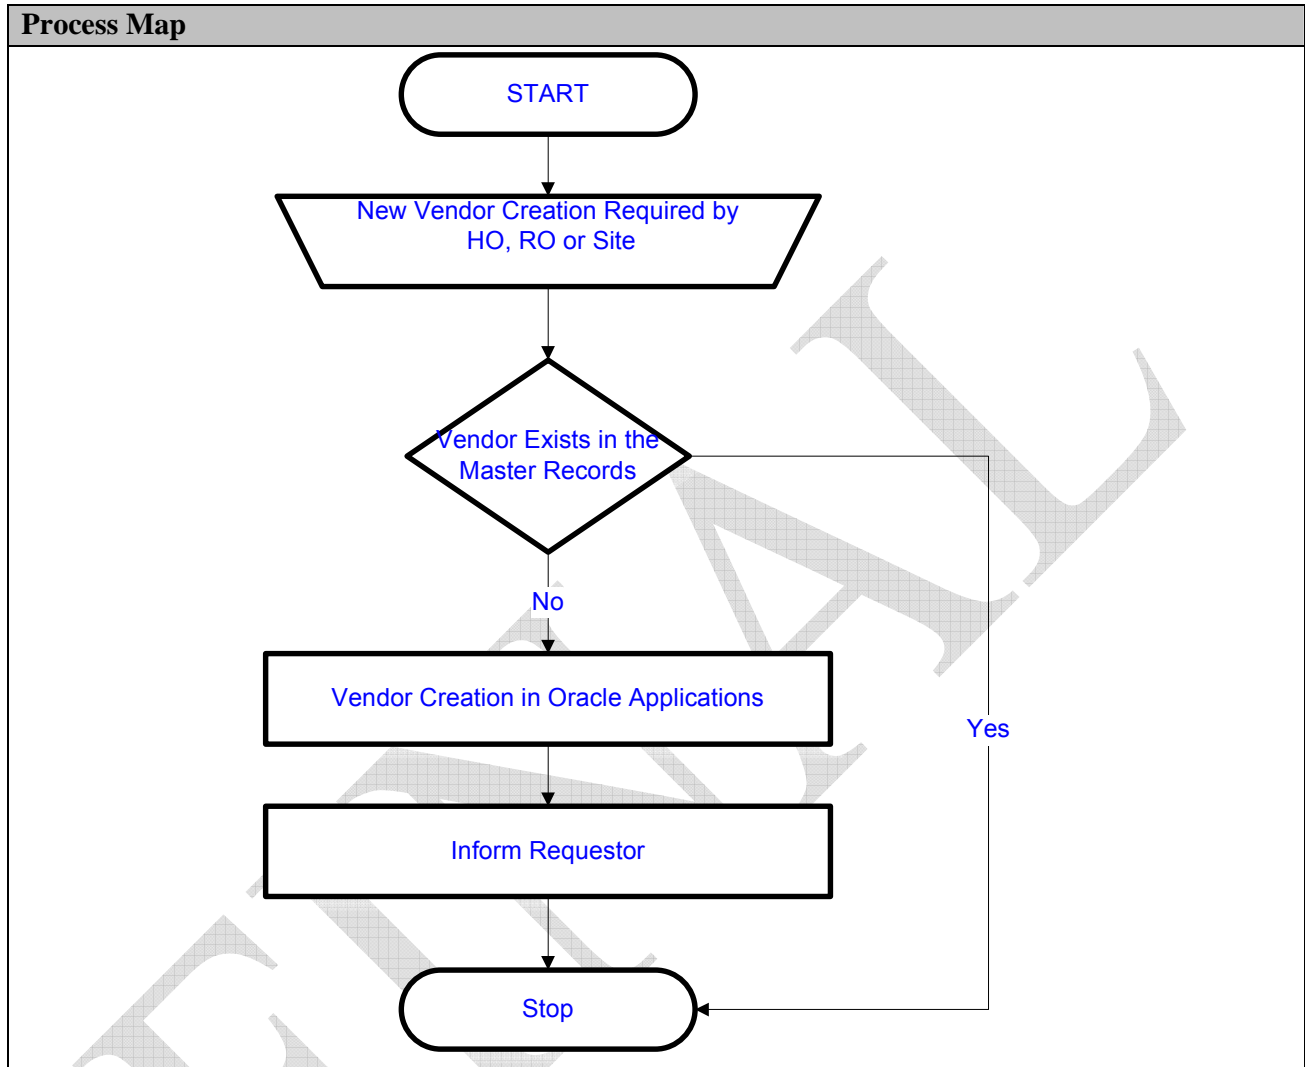 Process Map
START
New Vendor Creation Required by
HO, RO or Site
Vendor Exists in the
Master Records
No
Vendor Creation in Oracle Applications
Yes
Inform Requestor
Stop
FINAL